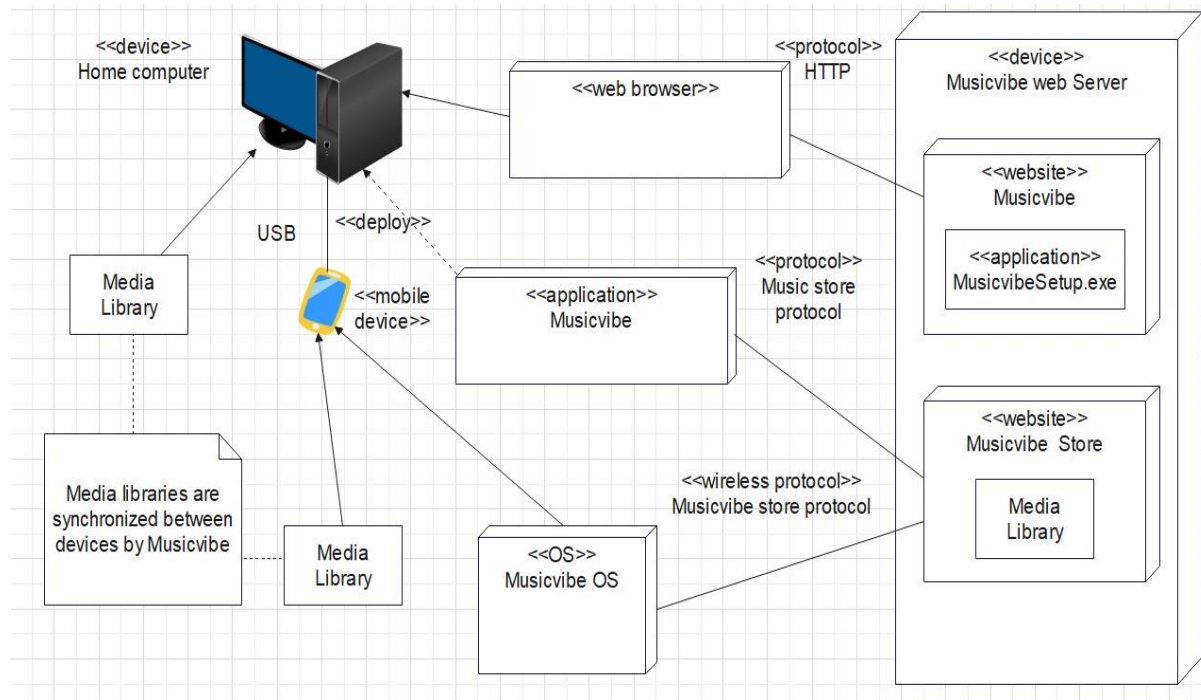 <<device>>
Home computer
<<web browser>>
<<protocol>>
HTTP
<<device>>
Musicvibe web Server
<<website>>
Musicvibe
<<application>>
MusicvibeSetup.exe
USB
<<deploy>>
Media
Library
<<mobile
device>>
<<application>>
Musicvibe
<<protocol>>
Music store
protocol
<<website>>
Musicvibe Store
Media
Library
Media libraries are
synchronized between
devices by Musicvibe
Media
Library
<<OS>>
Musicvibe OS
<<wireless protocol>>
Musicvibe store protocol